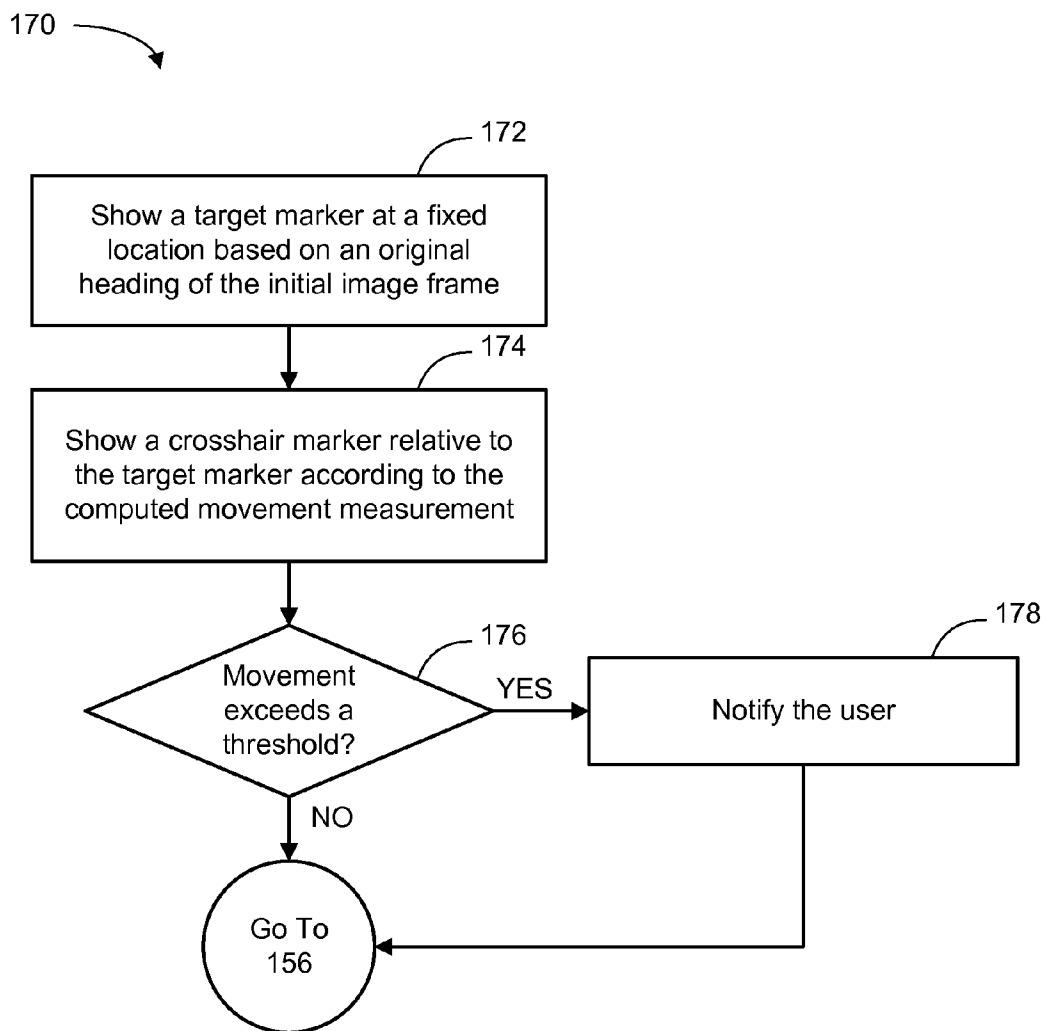 170
172
Show a target marker at a fixed
location based on an original
heading of the initial image frame
174
Show a crosshair marker relative to
the target marker according to the
computed movement measurement
176
Movement
exceeds a
threshold?
YES
178
Notify the user
NO
Go To
156